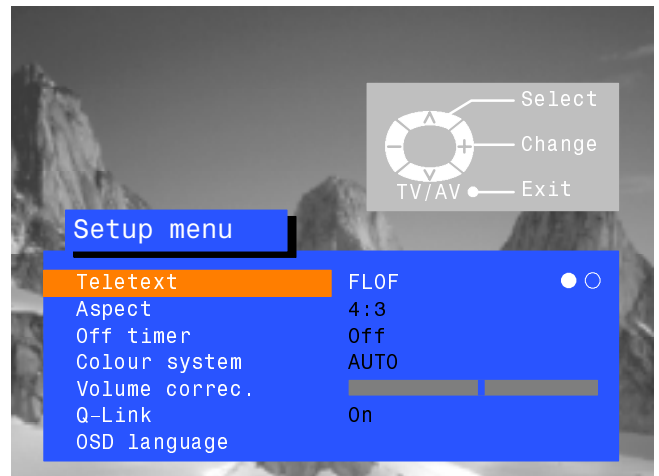 Select
Change
TV/AV Exit
Setup menu
Teletext FLOF
Aspect 4:3
Off timer Off
Colour system AUTO
Volume correc.
Q-Link On
OSD language